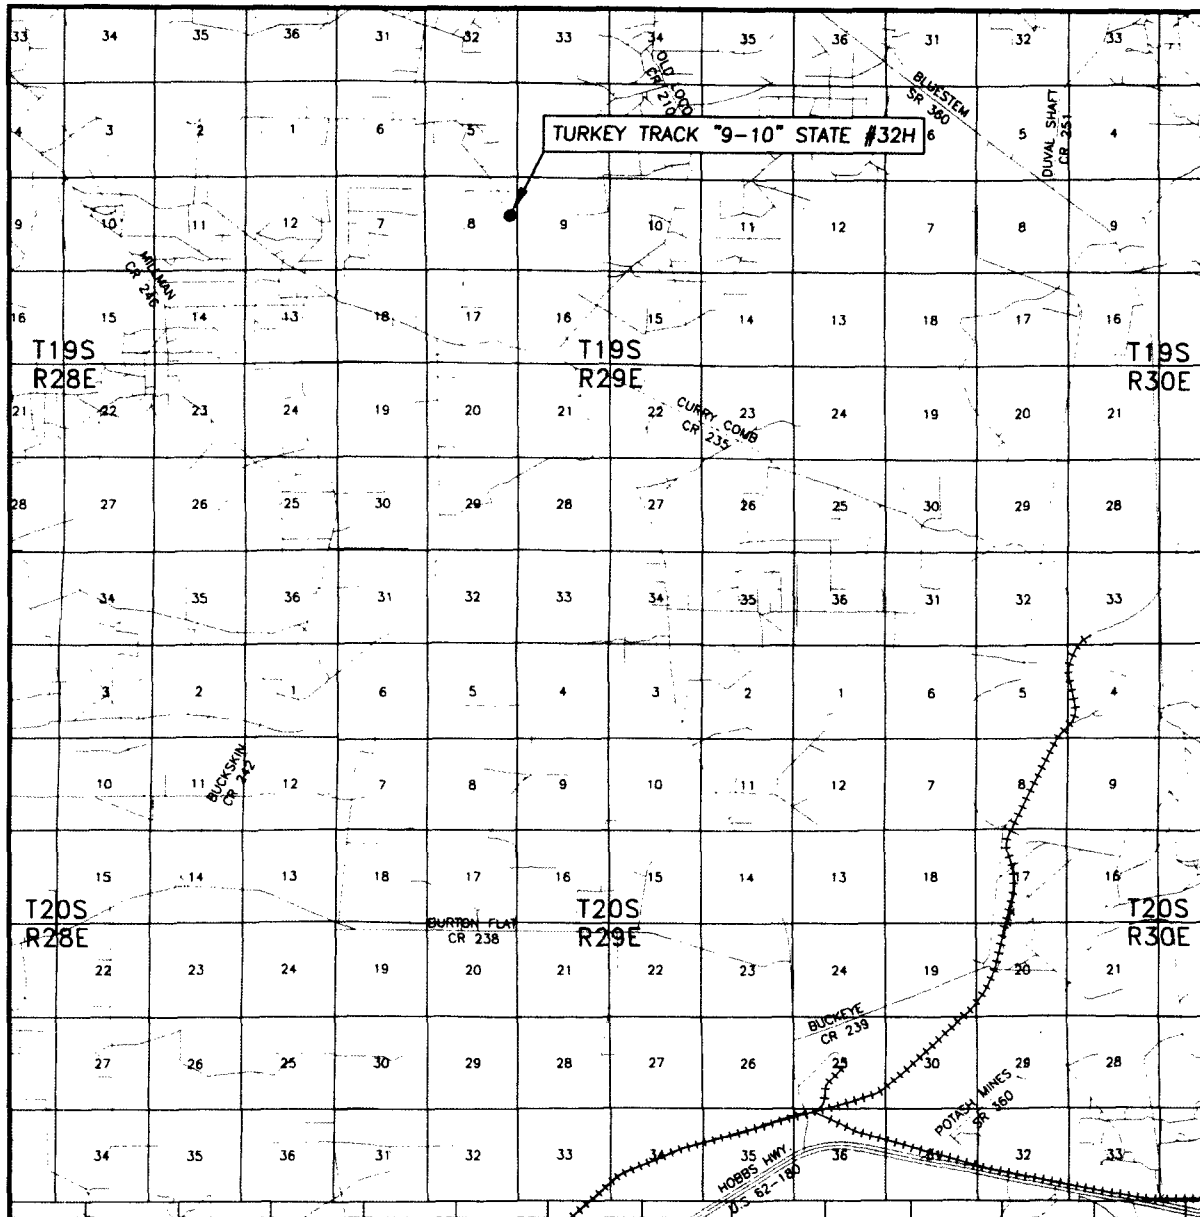 33 34 35 36 31 32 33 34 35 36 31 32 33
OLD LOCO
CR 210
BLUESTEM
SR 360
DUVAL SHAFT
CR 251
4 3 2 1 6 5 6 5 4
TURKEY TRACK "9-10" STATE #32H
9 10 11 12 7 8 9 10 11 12 7 8 9
MILLMAN
CR 246
16 15 14 13 18 17 16 15 14 13 18 17 16
T19S T19S T19S
R28E R29E R30E
21 22 23 24 19 20 21 22 23 24 19 20 21
CURRY COMB
CR 235
28 27 26 25 30 29 28 27 26 25 30 29 28
34 35 36 31 32 33 34 35 36 31 32 33
3 2 1 6 5 4 3 2 1 6 5 4
BUCKSKIN
CR 242
10 11 12 7 8 9 10 11 12 7 8 9
15 14 13 18 17 16 15 14 13 18 17 16
T20S T20S T20S
R28E R29E R30E
BURTON FLAT
CR 238
22 23 24 19 20 21 22 23 24 19 20 21
BUCKEYE
CR 239
27 26 25 30 29 28 27 26 25 30 29 28
POTASH MINES
SR 360
34 35 36 31 32 33 34 35 36 31 32 33
HOBBS HWY
U.S 62-180